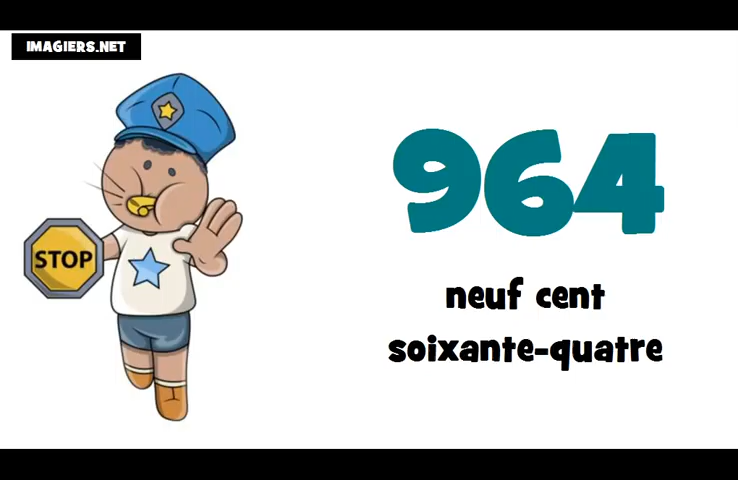 IMAGIERS.NET
STOP
964
neuf cent
soixante-quatre